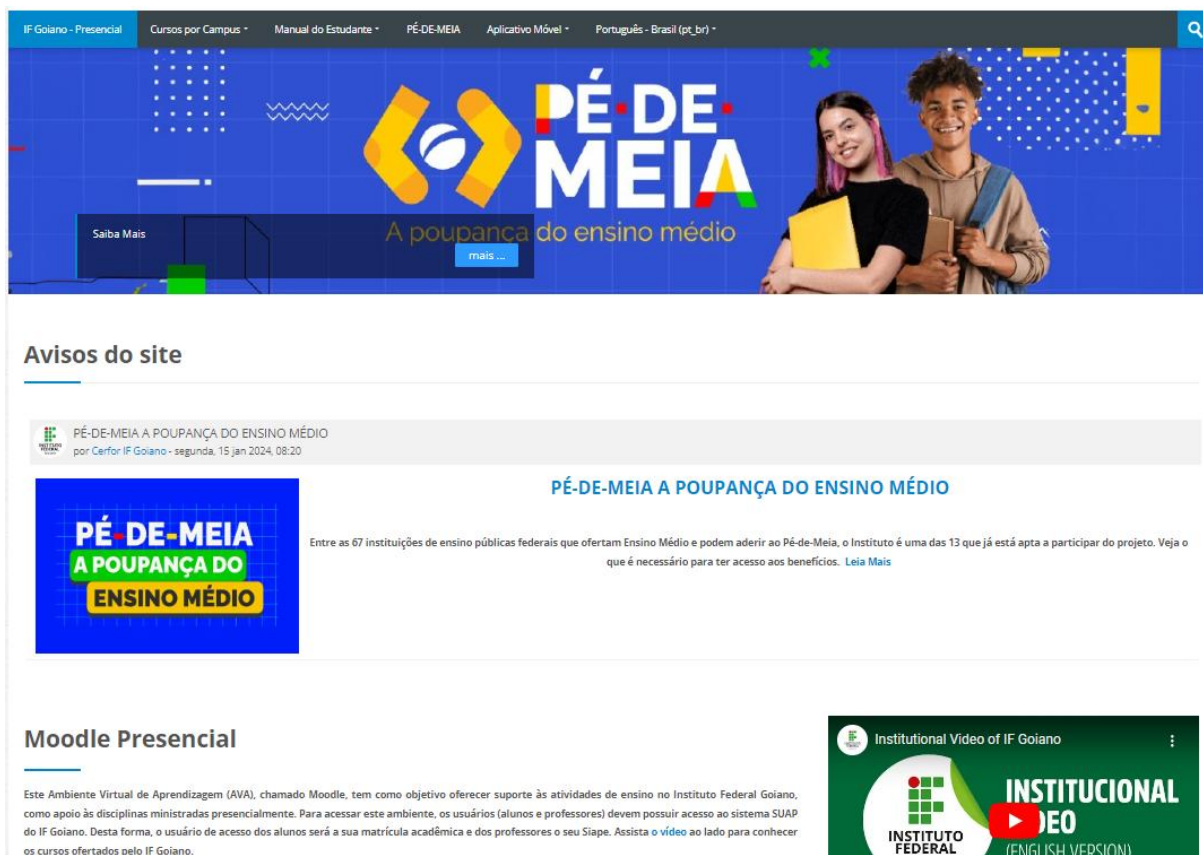 IF Goiano - Presencial
Cursos por Campus
Manual do Estudante
PÉ-DE-MEIA
Aplicativo Móvel
Português - Brasil (pt_br)
PÉ-DE-
MEIA
A poupança do ensino médio
Saiba Mais
mais ...
Avisos do site
PÉ-DE-MEIA A POUPANÇA DO ENSINO MÉDIO
por Cerfor IF Goiano - segunda, 15 jan 2024, 08:20
PÉ-DE-MEIA
A POUPANÇA DO
ENSINO MÉDIO
PÉ-DE-MEIA A POUPANÇA DO ENSINO MÉDIO
Entre as 67 instituições de ensino públicas federais que ofertam Ensino Médio e podem aderir ao Pé-de-Meia, o Instituto é uma das 13 que já está apta a participar do projeto. Veja o
que é necessário para ter acesso aos benefícios. Leia Mais
Moodle Presencial
Este Ambiente Virtual de Aprendizagem (AVA), chamado Moodle, tem como objetivo oferecer suporte às atividades de ensino no Instituto Federal Goiano,
como apoio às disciplinas ministradas presencialmente. Para acessar este ambiente, os usuários (alunos e professores) devem possuir acesso ao sistema SUAP
do IF Goiano. Desta forma, o usuário de acesso dos alunos será a sua matrícula acadêmica e dos professores o seu Siape. Assista o vídeo ao lado para conhecer
os cursos ofertados pelo IF Goiano.
Institutional Video of IF Goiano
INSTITUTO
FEDERAL
INSTITUCIONAL
DEO
(ENGLISH VERSION)